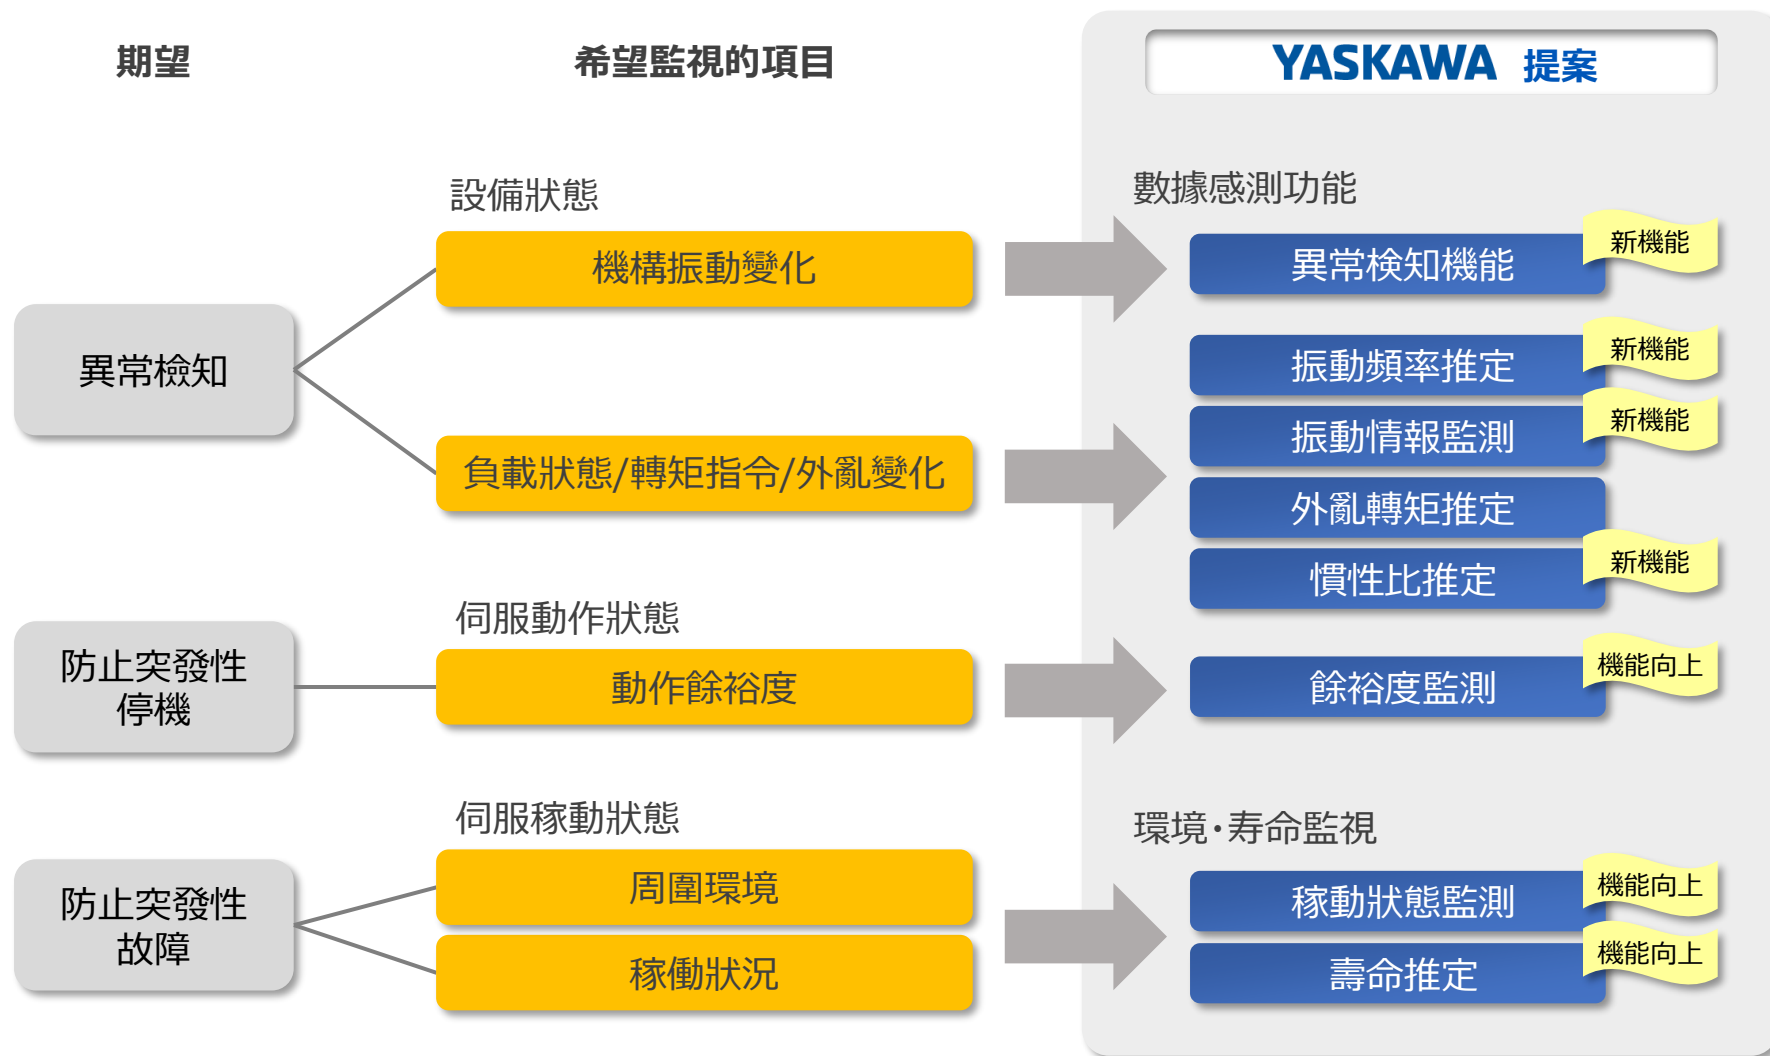 期望
希望監視的項目
YASKAWA 提案
設備狀態
數據感測功能
機構振動變化
異常検知機能
新機能
異常檢知
振動頻率推定
新機能
負載狀態/轉矩指令/外亂變化
振動情報監測
新機能
外亂轉矩推定
慣性比推定
新機能
伺服動作狀態
防止突發性
停機
動作餘裕度
餘裕度監測
機能向上
伺服稼動狀態
環境・寿命監視
防止突發性
故障
周圍環境
稼動狀態監測
機能向上
稼働狀況
壽命推定
機能向上